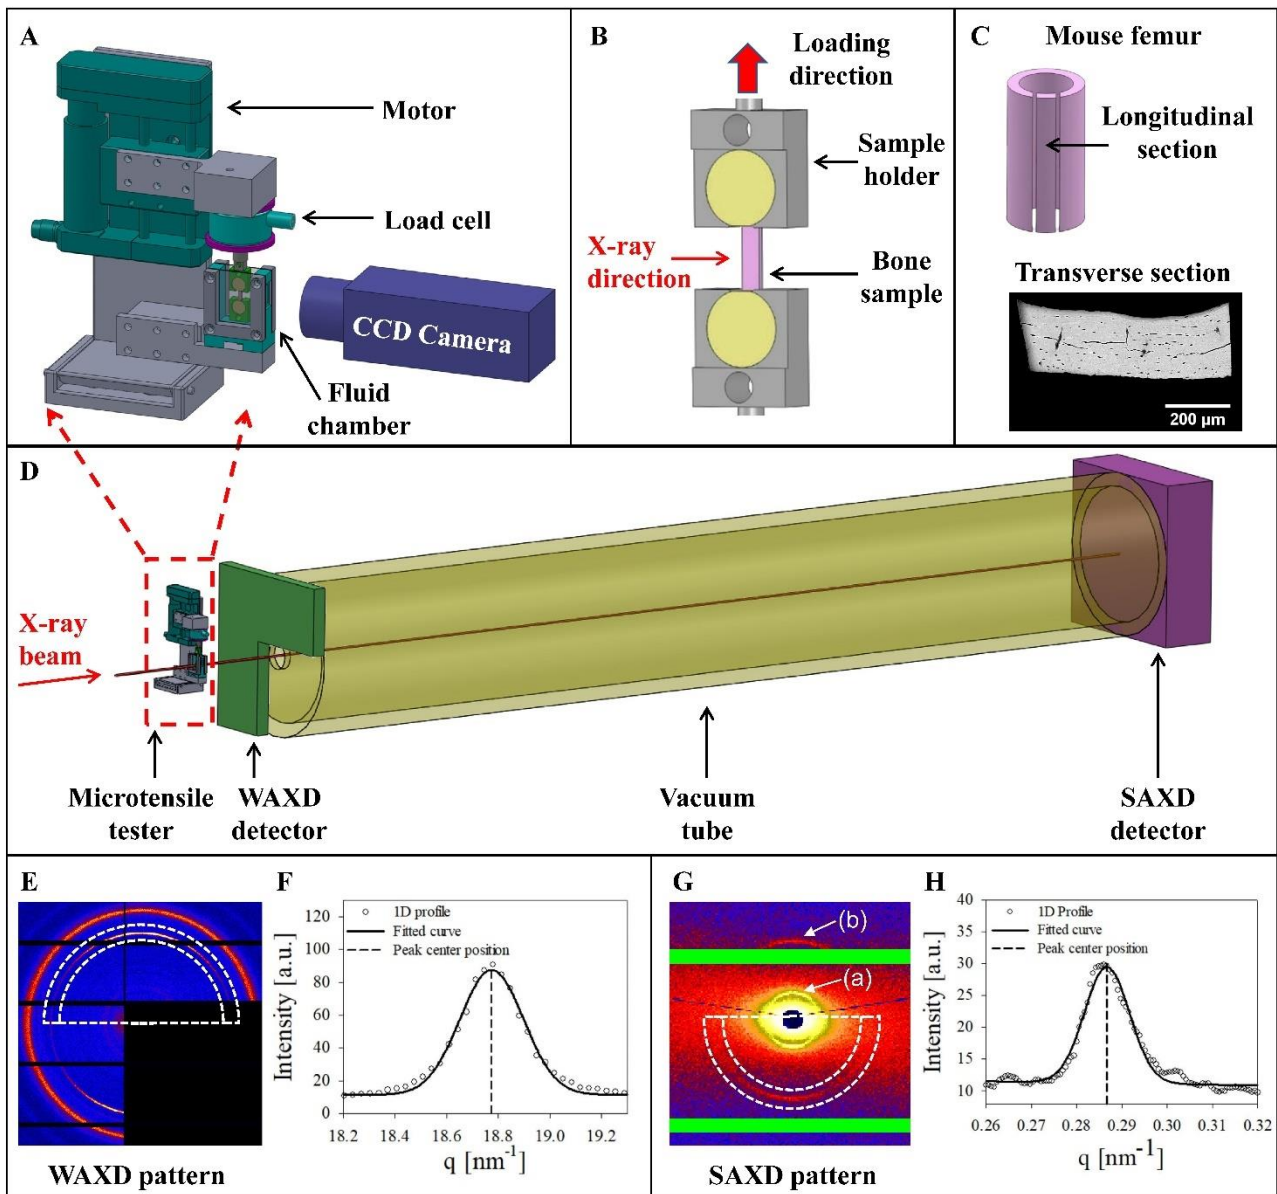 A
Motor
Load cell
CCD Camera
Fluid
chamber
B
Loading
direction
Sample
holder
X-ray
direction
Bone
sample
C
Mouse femur
Longitudinal
section
Transverse section
200 μm
D
X-ray
beam
Microtensile
tester
WAXD
detector
Vacuum
tube
SAXD
detector
E
WAXD pattern
F
1D profile
Fitted curve
Peak center position
Intensity [a.u.]
120
100
80
60
40
20
0
18.2 18.4 18.6 18.8 19.0 19.2
q [nm⁻¹]
G
(b)
(a)
SAXD pattern
H
1D Profile
Fitted curve
Peak center position
Intensity [a.u.]
40
35
30
25
20
15
10
0.26 0.27 0.28 0.29 0.30 0.31 0.32
q [nm⁻¹]